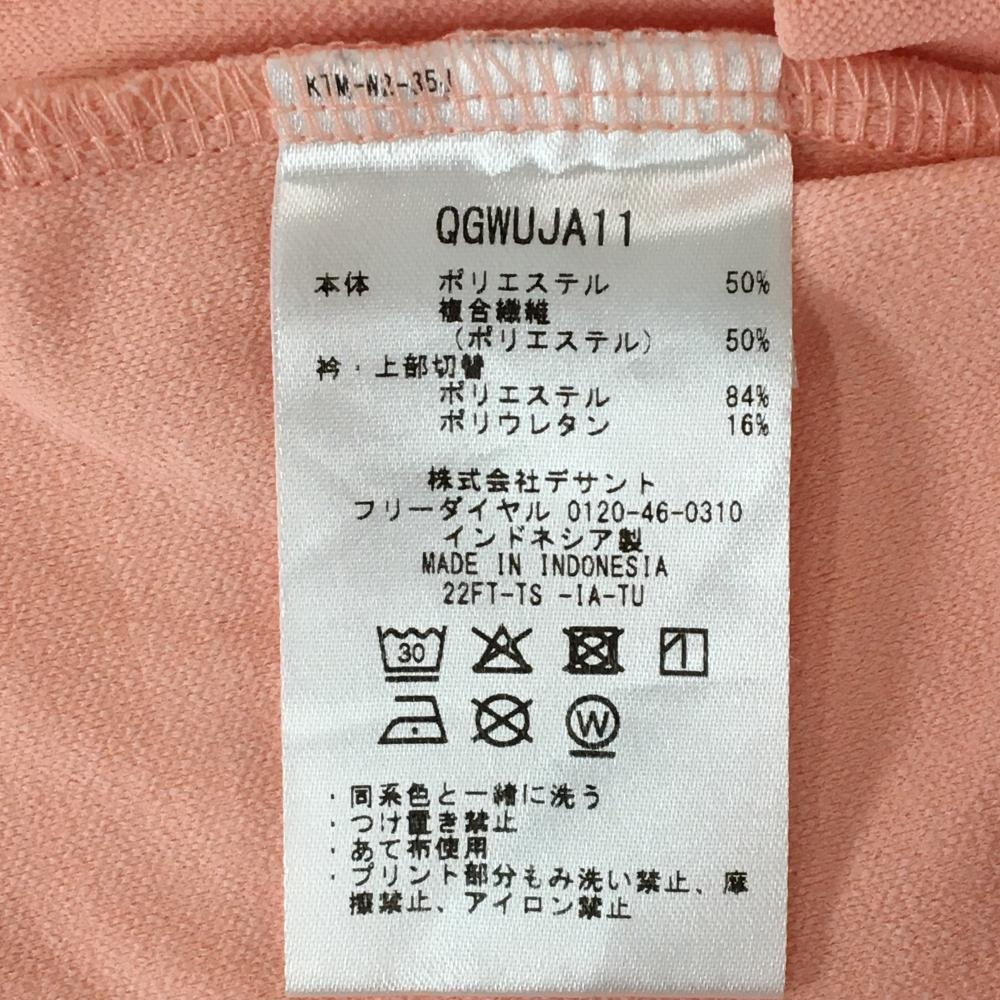 QGWUJA11
本体 ポリエステル 50%
複合繊維
(ポリエステル) 50%
衿・上部切替
ポリエステル 84%
ポリウレタン 16%
株式会社デサント
フリーダイヤル 0120-46-0310
インドネシア製
MADE IN INDONESIA
22FT-TS -IA-TU
30
W
・同系色と一緒に洗う
・つけ置き禁止
・あて布使用
・プリント部分もみ洗い禁止、摩
擦禁止、アイロン禁止